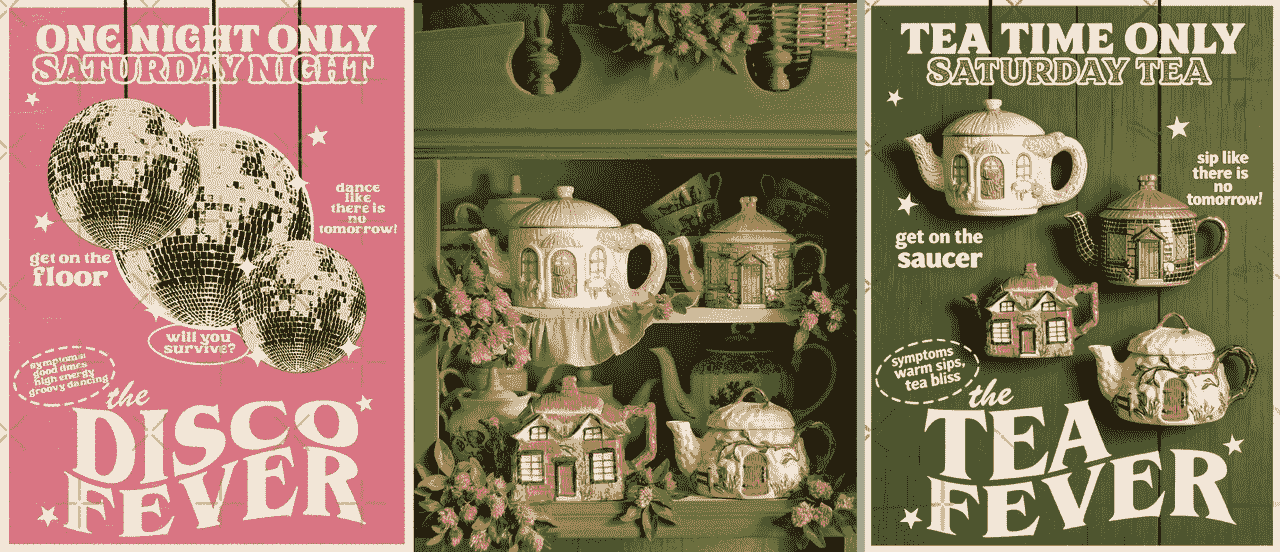 ONE NIGHT ONLY
SATURDAY NIGHT
dance
like
there is
no
tomorrow!
get on the
floor
will you
survive?
symptoms:
good times
high energy
groovy dancing
the
DISCO
FEVER
TEA TIME ONLY
SATURDAY TEA
sip like
there is
no
tomorrow!
get on the
saucer
symptoms
warm sips,
tea bliss
the
TEA
FEVER